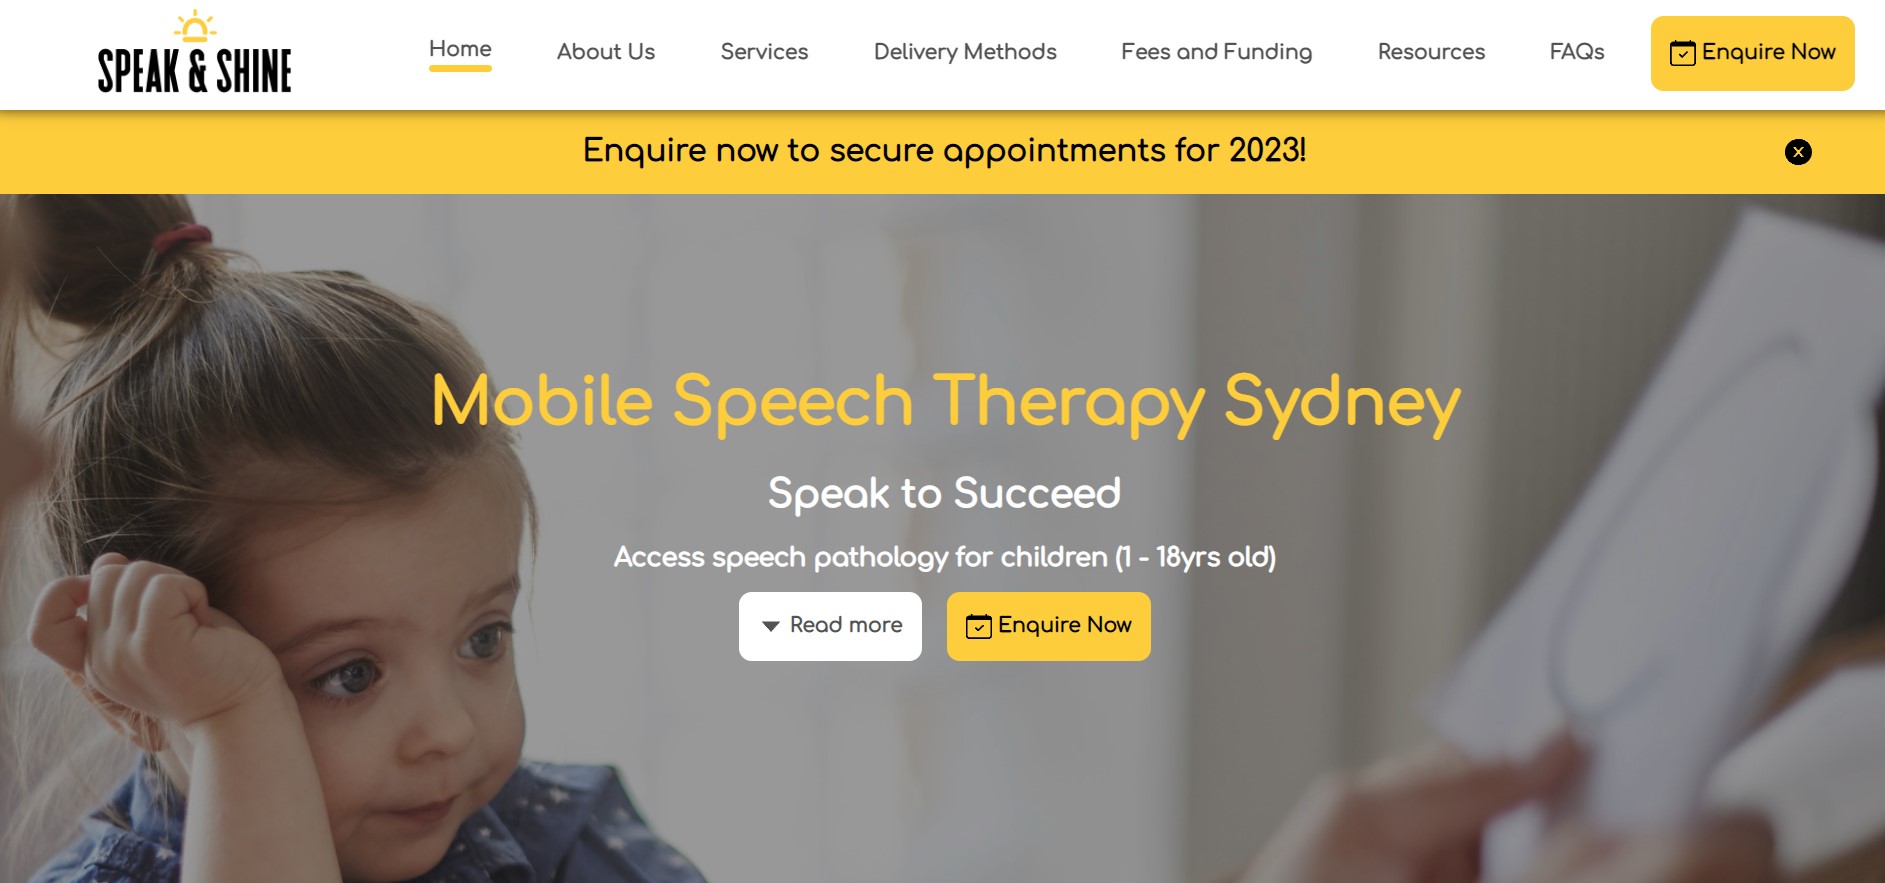 SPEAK & SHINE
Home
About Us
Services
Delivery Methods
Fees and Funding
Resources
FAQs
Enquire Now
Enquire now to secure appointments for 2023!
x
Mobile Speech Therapy Sydney
Speak to Succeed
Access speech pathology for children (1 - 18yrs old)
Read more
Enquire Now